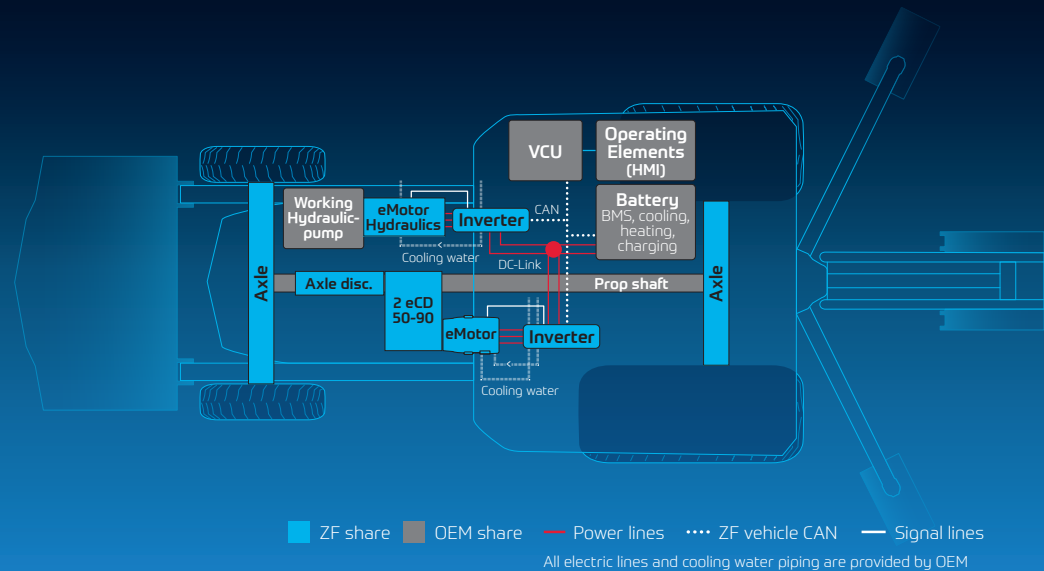 VCU
Operating
Elements
(HMI)
Battery
BMS, cooling,
heating,
charging
Working
Hydraulic-
pump
eMotor
Hydraulics
Inverter
CAN
Cooling water
DC-Link
Axle
Axle disc.
2 eCD
50-90
Prop shaft
Axle
eMotor
Inverter
Cooling water
ZF share
OEM share
Power lines
ZF vehicle CAN
Signal lines
All electric lines and cooling water piping are provided by OEM